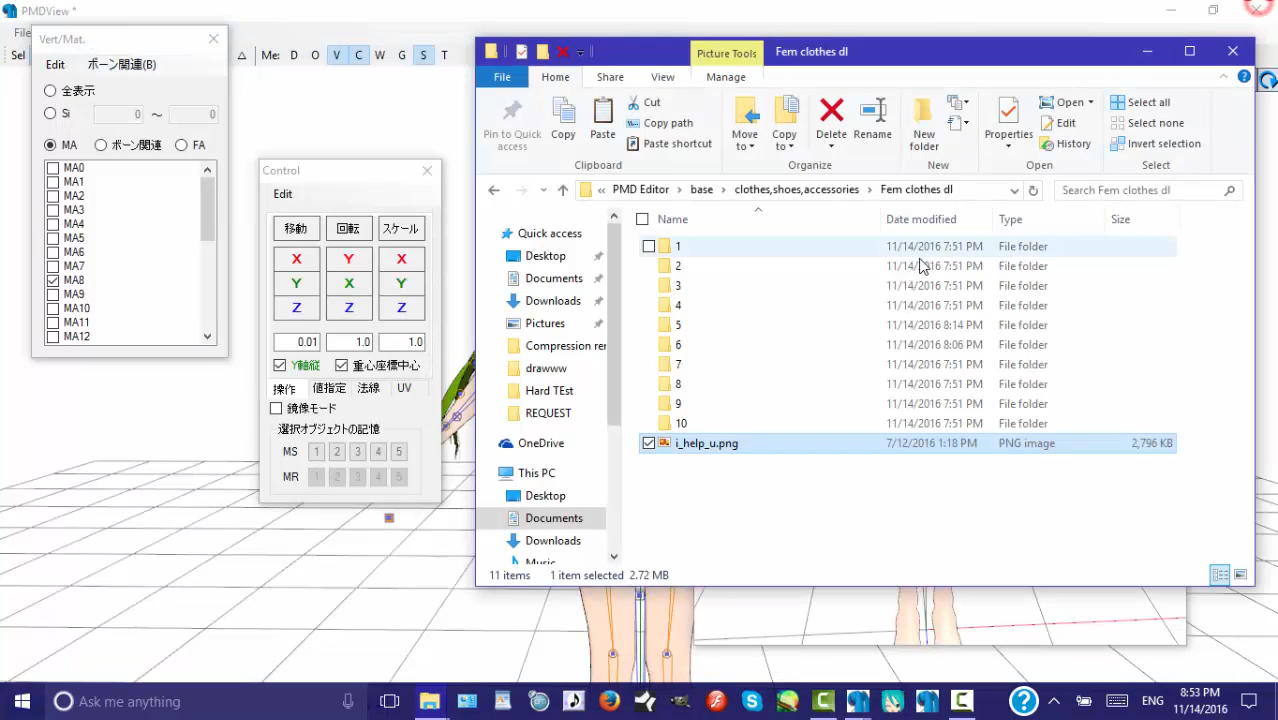 PMDView *
File
Sel
Me: D O V C W G S T
Vert/Mat.
Edit ボーン関連(B)
全表示
Si 0 ～ 0
MA ボーン関連 FA
MA0
MA1
MA2
MA3
MA4
MA5
MA6
MA7
MA8
MA9
MA10
MA11
MA12
Control
Edit
移動 回転 スケール
X Y X
Y X Y
Z Z Z
0.01 1.0 1.0
Y軸縦 重心座標中心
操作 値指定 法線 UV
鏡像モード
選択オブジェクトの記憶
MS 1 2 3 4 5
MR 1 2 3 4 5
Picture Tools Fem clothes dl
File Home Share View Manage
Pin to Quick access
Copy
Paste
Cut
Copy path
Paste shortcut
Clipboard
Move to
Copy to
Delete
Rename
Organize
New folder
New
Properties
Open
Edit
History
Open
Select all
Select none
Invert selection
Select
« PMD Editor base clothes,shoes,accessories Fem clothes dl
Search Fem clothes dl
Quick access
Desktop
Documents
Downloads
Pictures
Compression rer
drawww
Hard TEst
REQUEST
OneDrive
This PC
Desktop
Documents
Downloads
Music
Name Date modified Type Size
1 11/14/2016 7:51 PM File folder
2 11/14/2016 7:51 PM File folder
3 11/14/2016 7:51 PM File folder
4 11/14/2016 7:51 PM File folder
5 11/14/2016 8:14 PM File folder
6 11/14/2016 8:06 PM File folder
7 11/14/2016 7:51 PM File folder
8 11/14/2016 7:51 PM File folder
9 11/14/2016 7:51 PM File folder
10 11/14/2016 7:51 PM File folder
i_help_u.png 7/12/2016 1:18 PM PNG image 2,796 KB
11 items 1 item selected 2.72 MB
Ask me anything
ENG
8:53 PM
11/14/2016